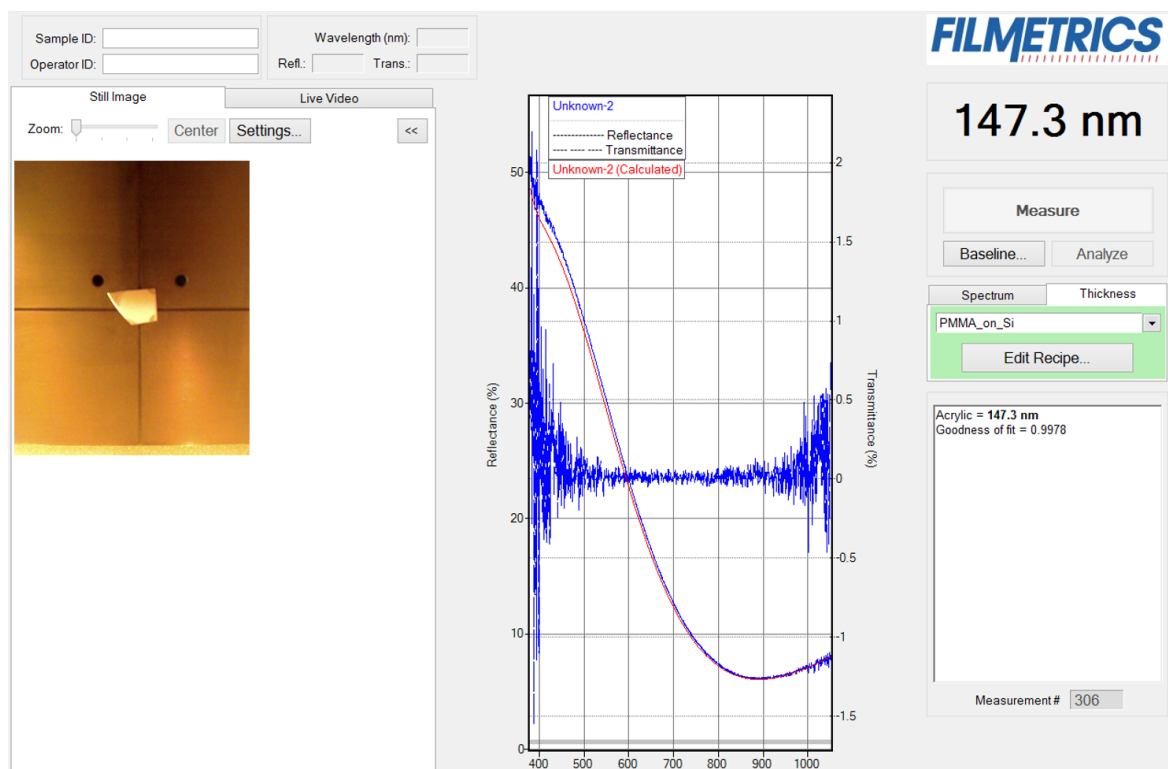 Sample ID:
Operator ID:
Wavelength (nm):
Refl.: Trans.:
FILMETRICS
147.3 nm
Still Image
Live Video
Zoom:
Center
Settings...
<<
Unknown-2
Reflectance
Transmittance
Unknown-2 (Calculated)
Reflectance (%)
50
40
30
20
10
0
400 500 600 700 800 900 1000
2
1.5
1
0.5
0
-0.5
-1
-1.5
Transmittance (%)
Measure
Baseline...
Analyze
Spectrum
Thickness
PMMA_on_Si
Edit Recipe...
Acrylic = 147.3 nm
Goodness of fit = 0.9978
Measurement # 306